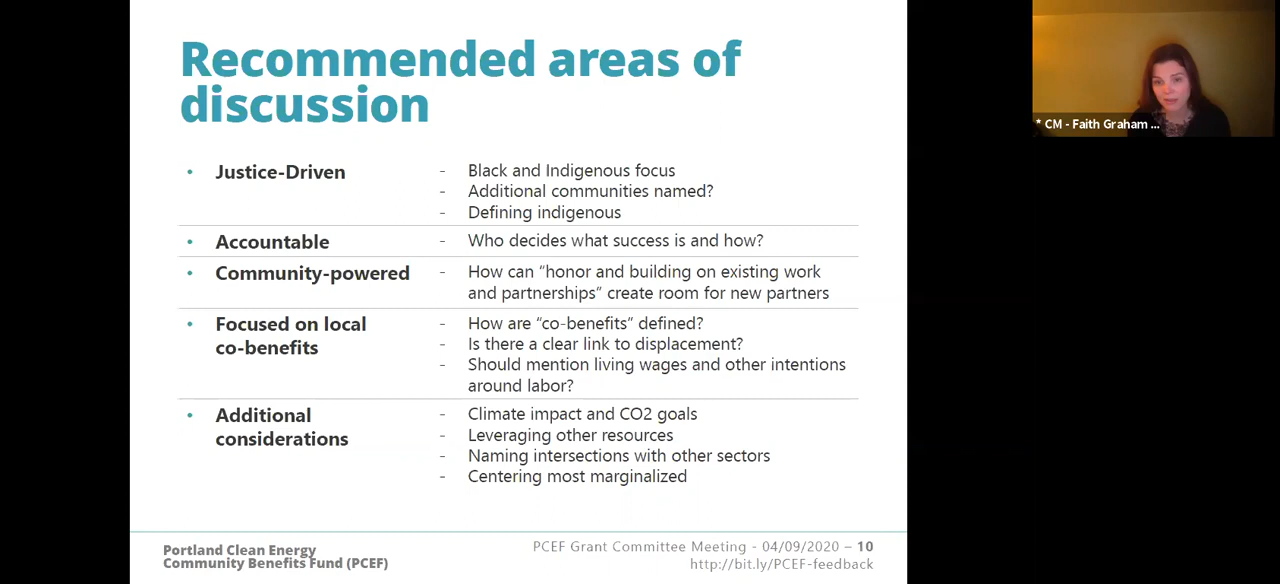 Recommended areas of
discussion
• Justice-Driven
- Black and Indigenous focus
- Additional communities named?
- Defining indigenous
• Accountable
- Who decides what success is and how?
• Community-powered
- How can “honor and building on existing work
and partnerships” create room for new partners
• Focused on local
co-benefits
- How are “co-benefits” defined?
- Is there a clear link to displacement?
- Should mention living wages and other intentions
around labor?
• Additional
considerations
- Climate impact and CO2 goals
- Leveraging other resources
- Naming intersections with other sectors
- Centering most marginalized
Portland Clean Energy
Community Benefits Fund (PCEF)
PCEF Grant Committee Meeting - 04/09/2020 – 10
http://bit.ly/PCEF-feedback
* CM - Faith Graham ...